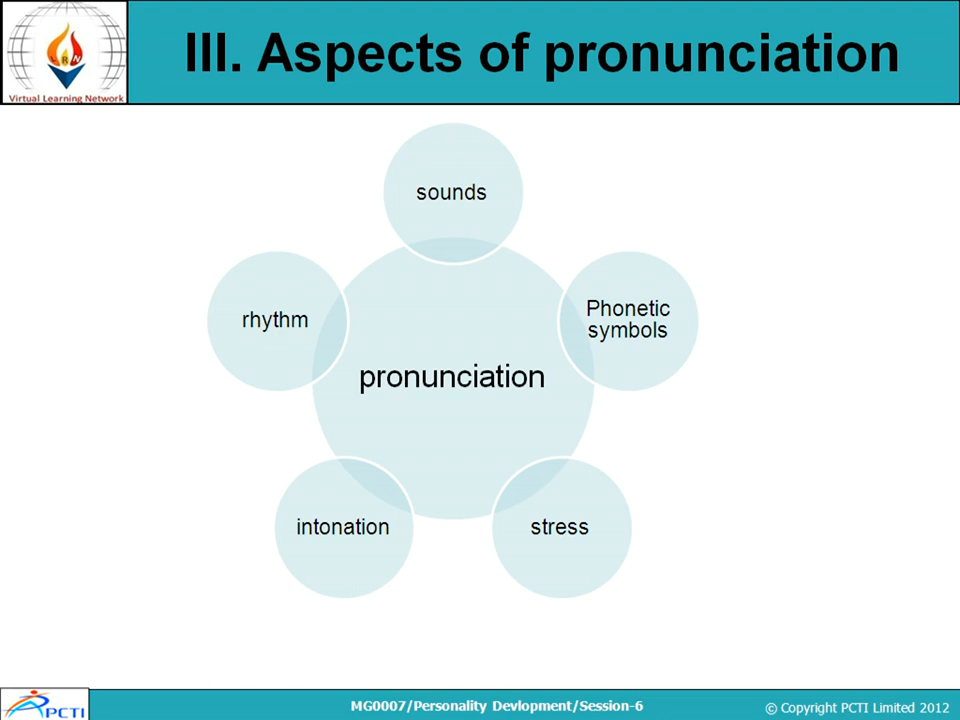 III. Aspects of pronunciation
Virtual Learning Network
sounds
rhythm
Phonetic
symbols
pronunciation
intonation
stress
PCTI
MG0007/Personality Devlopment/Session-6
© Copyright PCTI Limited 2012